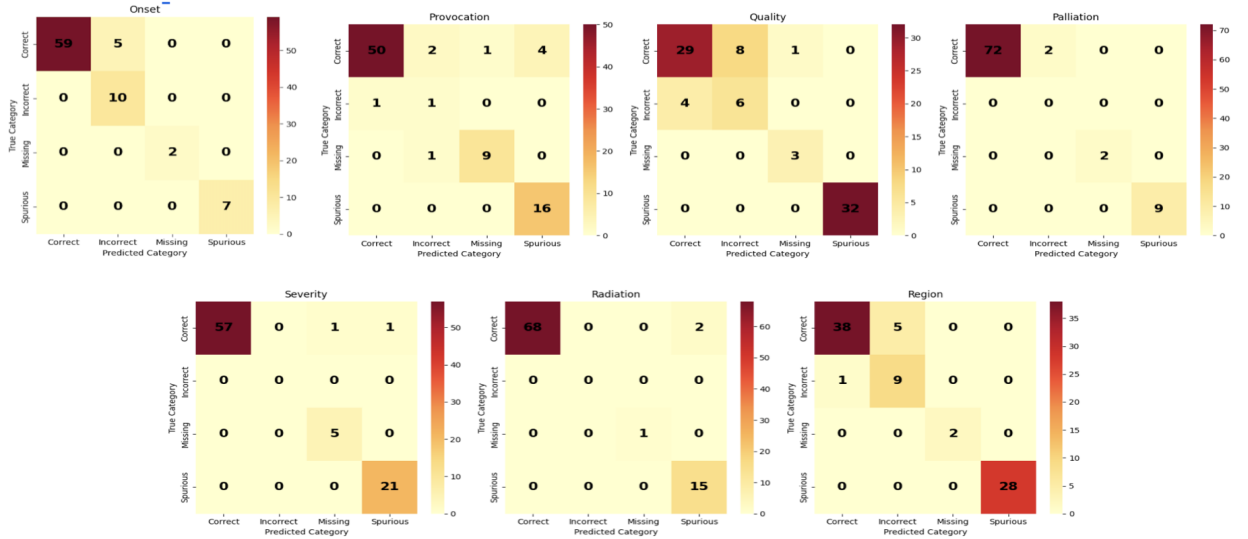 Onset
59 5 0 0
0 10 0 0
0 0 2 0
0 0 0 7
Correct
Incorrect
Missing
Spurious
True Category
Correct Incorrect Missing Spurious
Predicted Category
50
40
30
20
10
0
Provocation
50 2 1 4
1 1 0 0
0 1 9 0
0 0 0 16
Correct
Incorrect
Missing
Spurious
True Category
Correct Incorrect Missing Spurious
Predicted Category
50
40
30
20
10
0
Quality
29 8 1 0
4 6 0 0
0 0 3 0
0 0 0 32
Correct
Incorrect
Missing
Spurious
True Category
Correct Incorrect Missing Spurious
Predicted Category
30
25
20
15
10
5
0
Palliation
72 2 0 0
0 0 0 0
0 0 2 0
0 0 0 9
Correct
Incorrect
Missing
Spurious
True Category
Correct Incorrect Missing Spurious
Predicted Category
70
60
50
40
30
20
10
0
Severity
57 0 1 1
0 0 0 0
0 0 5 0
0 0 0 21
Correct
Incorrect
Missing
Spurious
True Category
Correct Incorrect Missing Spurious
Predicted Category
50
40
30
20
10
0
Radiation
68 0 0 2
0 0 0 0
0 0 1 0
0 0 0 15
Correct
Incorrect
Missing
Spurious
True Category
Correct Incorrect Missing Spurious
Predicted Category
60
50
40
30
20
10
0
Region
38 5 0 0
1 9 0 0
0 0 2 0
0 0 0 28
Correct
Incorrect
Missing
Spurious
True Category
Correct Incorrect Missing Spurious
Predicted Category
35
30
25
20
15
10
5
0